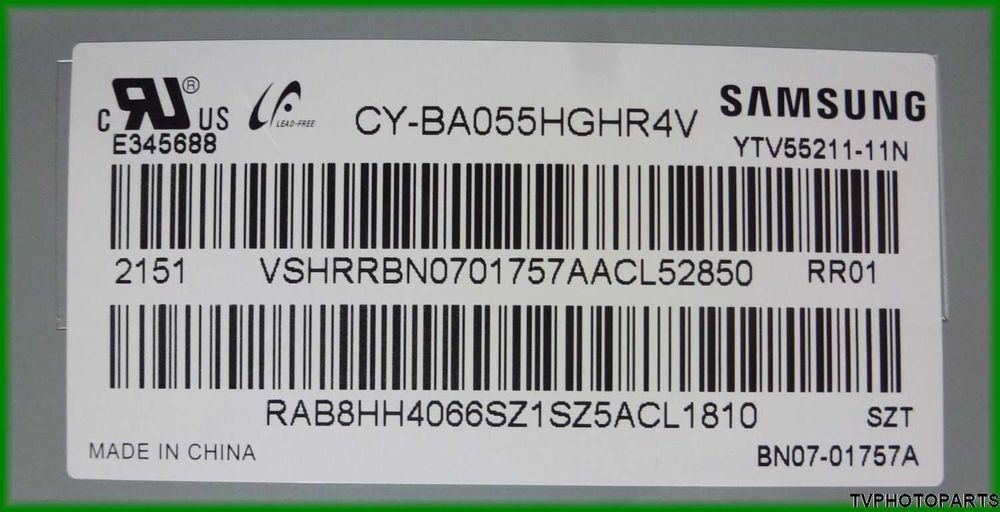 SAMSUNG
c RU ® US
LEAD-FREE
CY-BA055HGHR4V
E345688
YTV55211-11N
2151 VSHRRBN0701757AACL52850 RR01
RAB8HH4066SZ1SZ5ACL1810 SZT
MADE IN CHINA
BN07-01757A
TVPHOTOPARTS